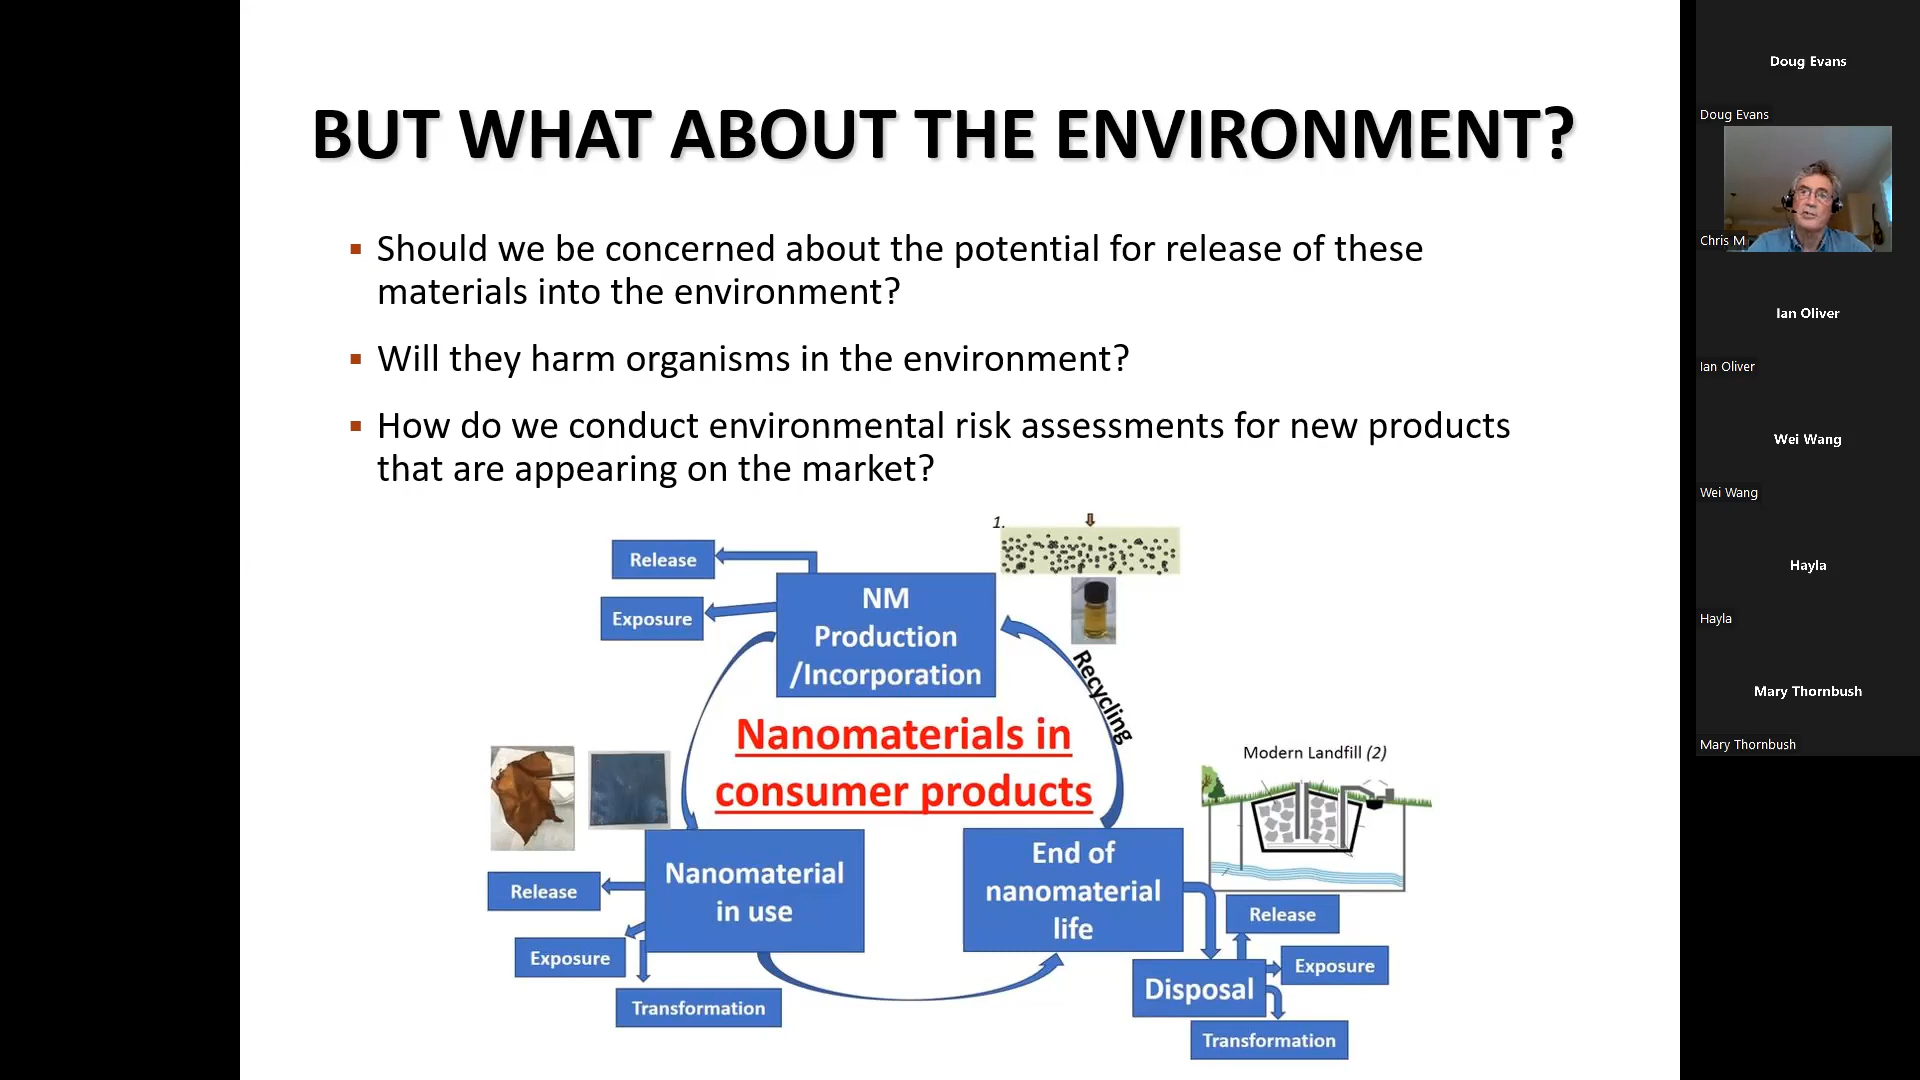 BUT WHAT ABOUT THE ENVIRONMENT?
Should we be concerned about the potential for release of these
materials into the environment?
Will they harm organisms in the environment?
How do we conduct environmental risk assessments for new products
that are appearing on the market?
1.
Release
Exposure
NM
Production
/Incorporation
Recycling
Nanomaterials in
consumer products
Modern Landfill (2)
Nanomaterial
in use
Release
Exposure
Transformation
End of
nanomaterial
life
Release
Exposure
Disposal
Transformation
Doug Evans
Doug Evans
Chris M
Ian Oliver
Ian Oliver
Wei Wang
Wei Wang
Hayla
Hayla
Mary Thornbush
Mary Thornbush